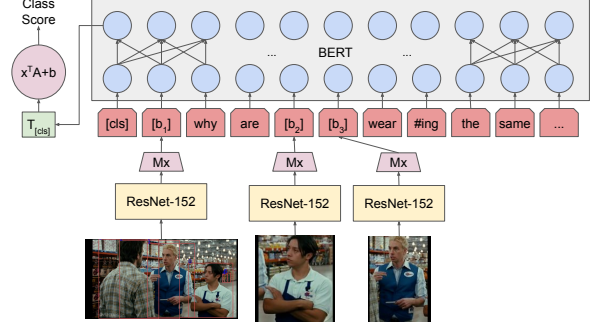 Class
Score
x^T A+b
T[cls]
...
BERT
...
[cls] [b1] why are [b2] [b3] wear #ing the same ...
Mx Mx Mx
ResNet-152 ResNet-152 ResNet-152